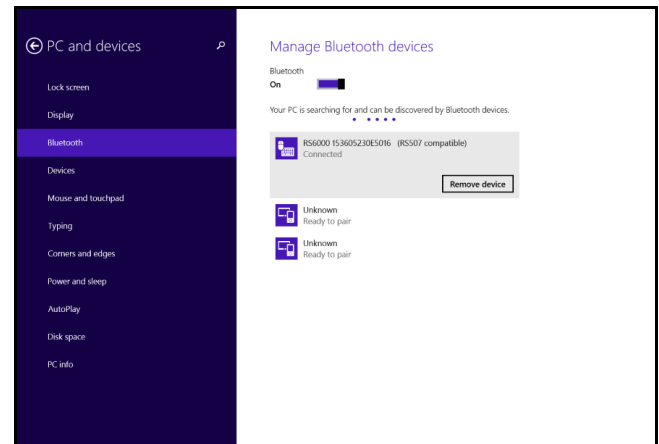 PC and devices
Lock screen
Display
Bluetooth
Devices
Mouse and touchpad
Typing
Corners and edges
Power and sleep
AutoPlay
Disk space
PC info
Manage Bluetooth devices
Bluetooth
On
Your PC is searching for and can be discovered by Bluetooth devices.
RS6000 153605230E5016 (RS507 compatible)
Connected
Remove device
Unknown
Ready to pair
Unknown
Ready to pair